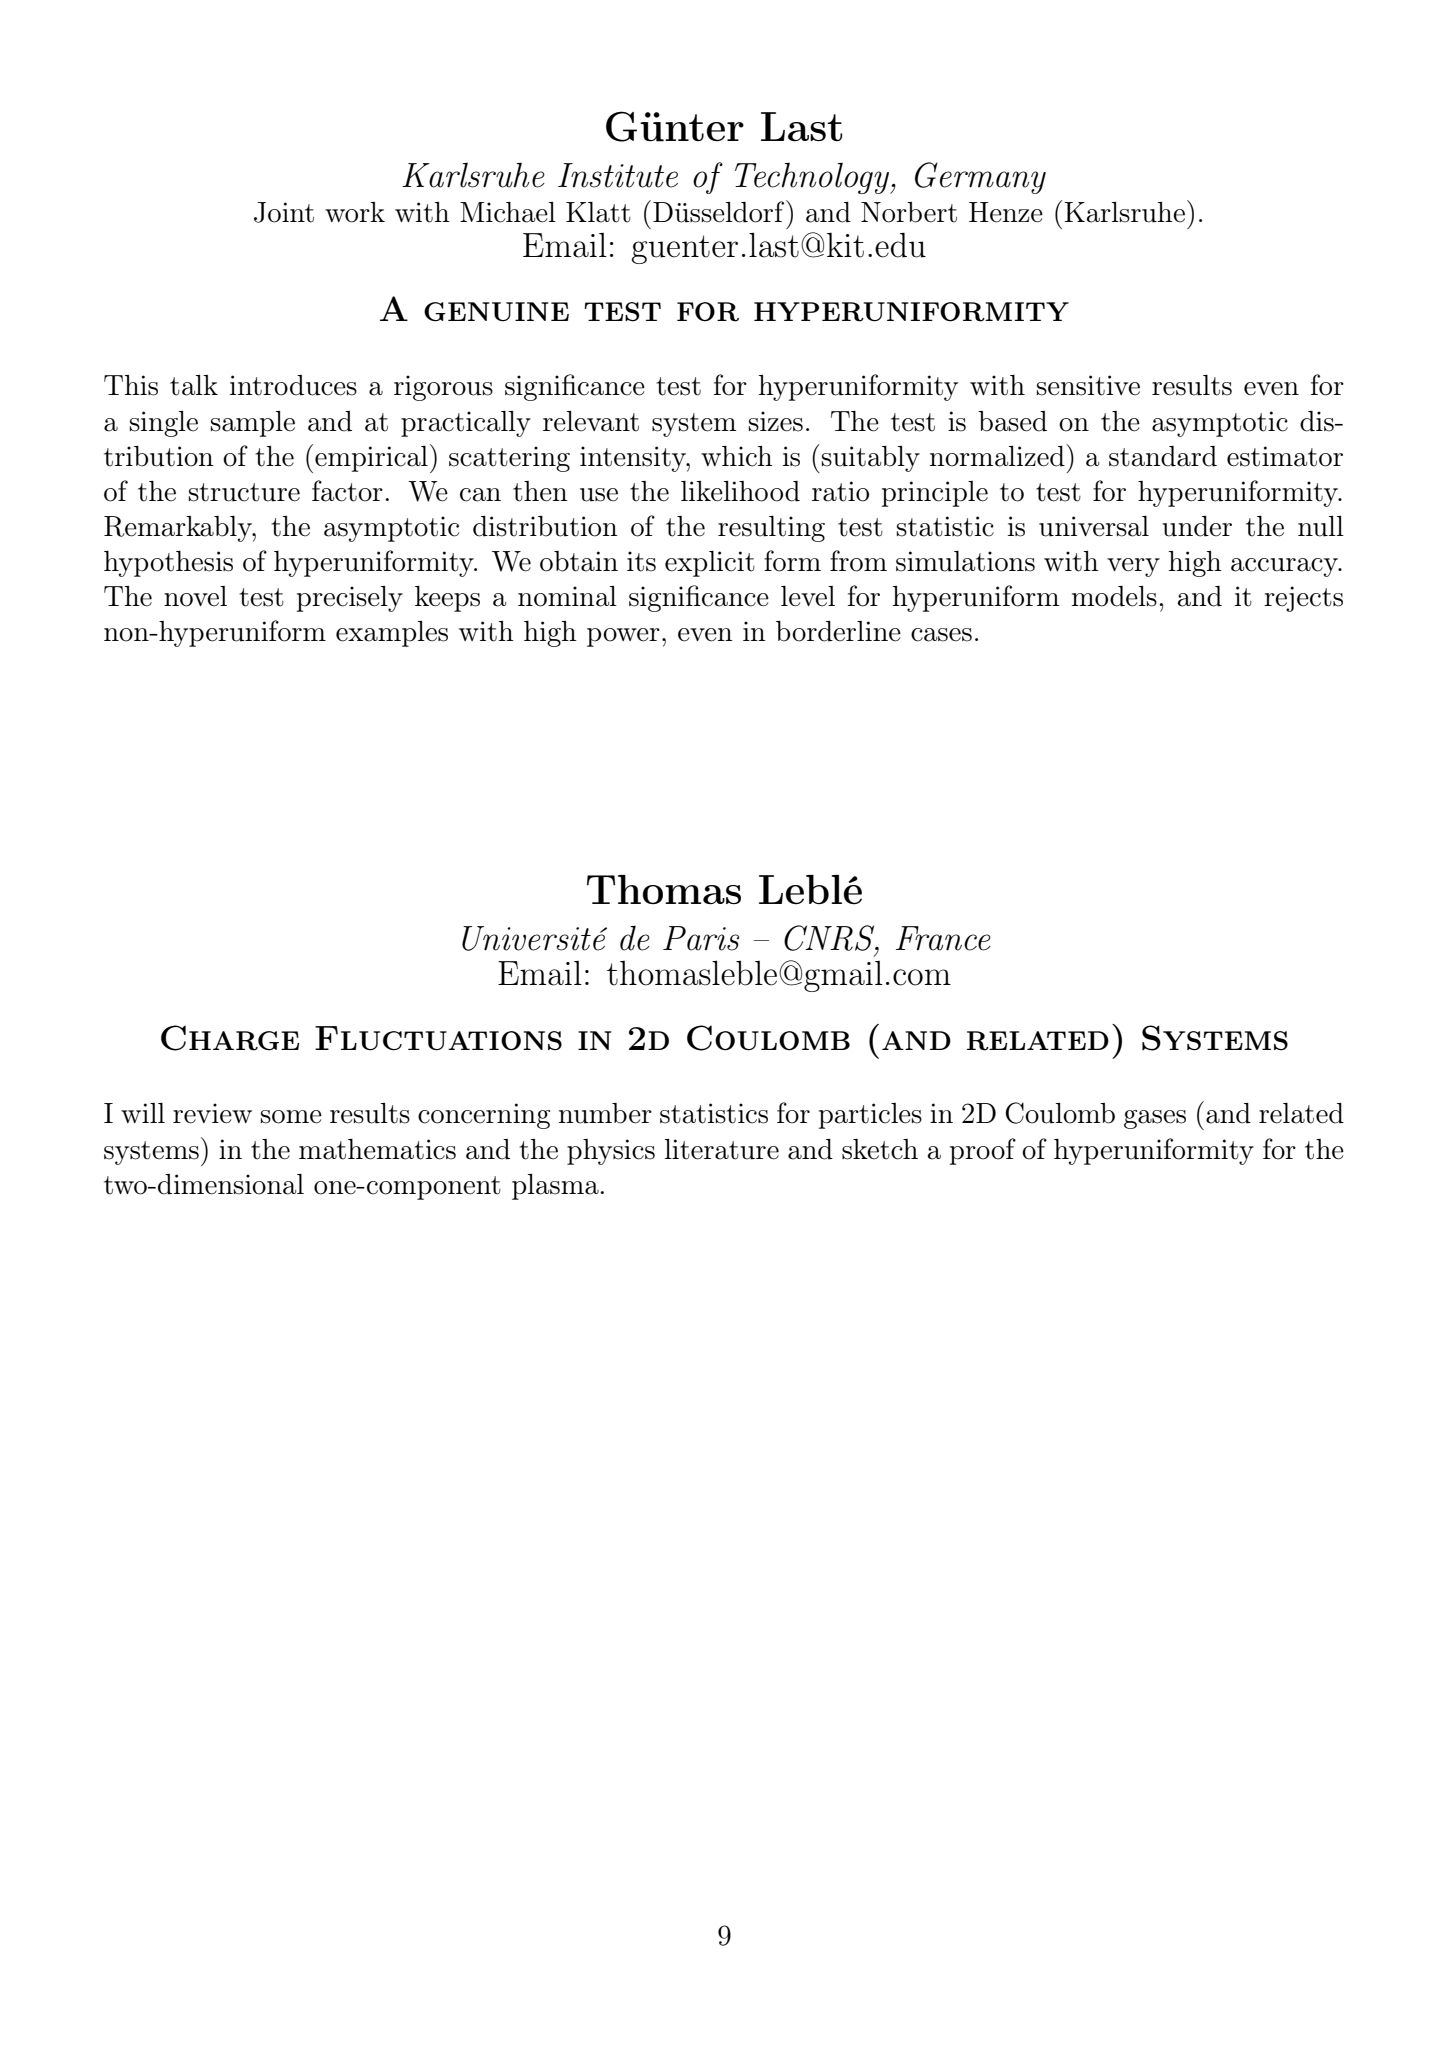 Günter Last
Karlsruhe Institute of Technology, Germany
Joint work with Michael Klatt (Düsseldorf) and Norbert Henze (Karlsruhe).
Email: guenter.last@kit.edu
A genuine test for hyperuniformity
This talk introduces a rigorous significance test for hyperuniformity with sensitive results even for
a single sample and at practically relevant system sizes. The test is based on the asymptotic dis-
tribution of the (empirical) scattering intensity, which is (suitably normalized) a standard estimator
of the structure factor. We can then use the likelihood ratio principle to test for hyperuniformity.
Remarkably, the asymptotic distribution of the resulting test statistic is universal under the null
hypothesis of hyperuniformity. We obtain its explicit form from simulations with very high accuracy.
The novel test precisely keeps a nominal significance level for hyperuniform models, and it rejects
non-hyperuniform examples with high power, even in borderline cases.
Thomas Leblé
Université de Paris – CNRS, France
Email: thomasleble@gmail.com
Charge Fluctuations in 2d Coulomb (and related) Systems
I will review some results concerning number statistics for particles in 2D Coulomb gases (and related
systems) in the mathematics and the physics literature and sketch a proof of hyperuniformity for the
two-dimensional one-component plasma.
9